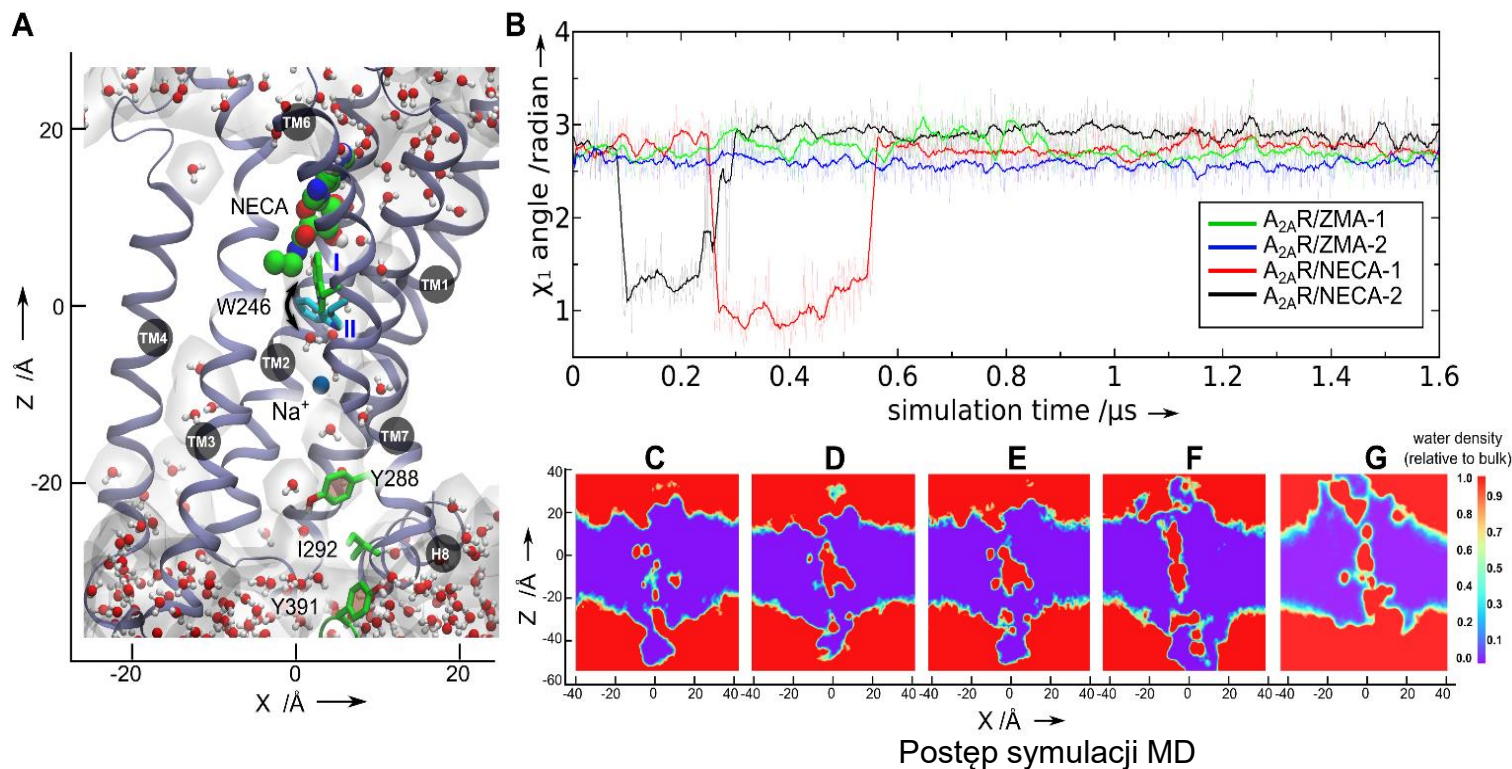 A
20
0
-20
Z /Å
-20
0
20
X /Å
TM6
NECA
I
TM1
W246
II
TM4
TM2
Na⁺
TM3
TM7
Y288
I292
H8
Y391
B
4
3
2
1
χ₁ angle /radian
A₂ₐR/ZMA-1
A₂ₐR/ZMA-2
A₂ₐR/NECA-1
A₂ₐR/NECA-2
0 0.2 0.4 0.6 0.8 1 1.2 1.4 1.6
simulation time /μs
C D E F G
water density
(relative to bulk)
40
20
0
-20
-40
-60
Z /Å
1.0
0.9
0.8
0.7
0.6
0.5
0.4
0.3
0.2
0.1
0.0
-40 -20 0 20 40 -40 -20 0 20 40 -40 -20 0 20 40 -40 -20 0 20 40 -40 -20 0 20 40
X /Å
Postęp symulacji MD